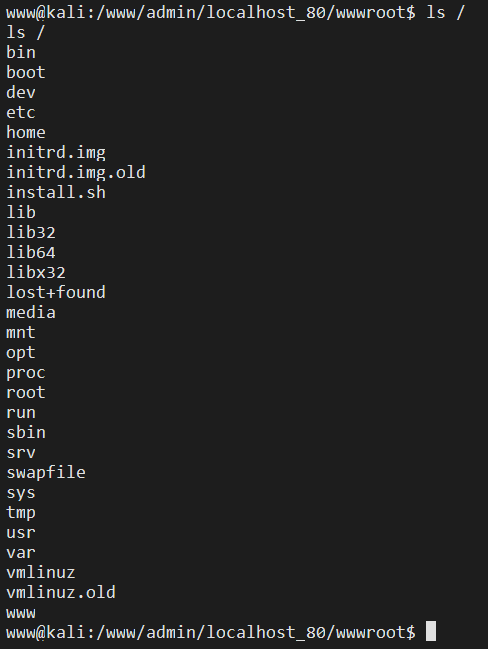 www@kali:/www/admin/localhost_80/wwwroot$ ls /
ls /
bin
boot
dev
etc
home
initrd.img
initrd.img.old
install.sh
lib
lib32
lib64
libx32
lost+found
media
mnt
opt
proc
root
run
sbin
srv
swapfile
sys
tmp
usr
var
vmlinuz
vmlinuz.old
www
www@kali:/www/admin/localhost_80/wwwroot$